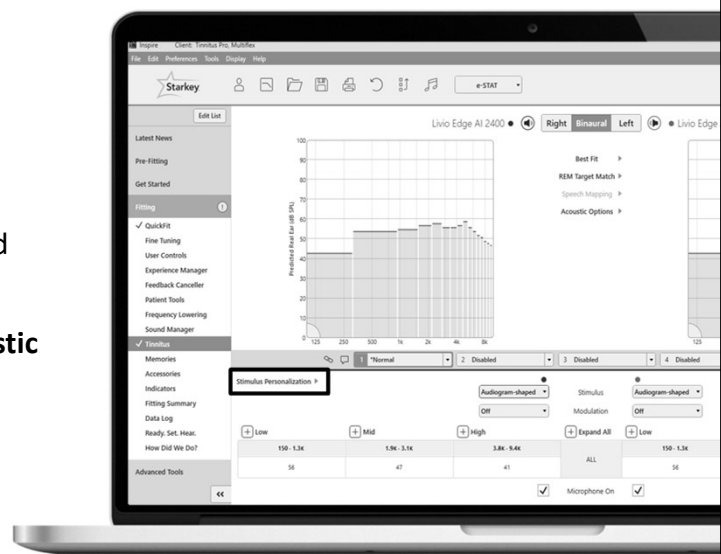 d
stic
Inspire Client: Tinnitus Pro, Multiflex
File Edit Preferences Tools Display Help
Starkey
e-STAT
Edit List
Latest News
Pre-Fitting
Get Started
Fitting
QuickFit
Fine Tuning
User Controls
Experience Manager
Feedback Canceller
Patient Tools
Frequency Lowering
Sound Manager
Tinnitus
Memories
Accessories
Indicators
Fitting Summary
Data Log
Ready. Set. Hear.
How Did We Do?
Advanced Tools
Livio Edge AI 2400 Right Binaural Left Livio Edge
Predicted Real Ear (dB SPL)
100
90
80
70
60
50
40
30
20
10
0
125 250 500 1k 2k 4k 8k
Best Fit
REM Target Match
Speech Mapping
Acoustic Options
125
1 *Normal 2 Disabled 3 Disabled 4 Disabled
Stimulus Personalization
Audiogram-shaped Stimulus Audiogram-shaped
Off Modulation Off
Low Mid High Expand All Low
150 - 1.3K 1.9K - 3.1K 3.8K - 9.4K ALL 150 - 1.3K
56 47 41 56
Microphone On